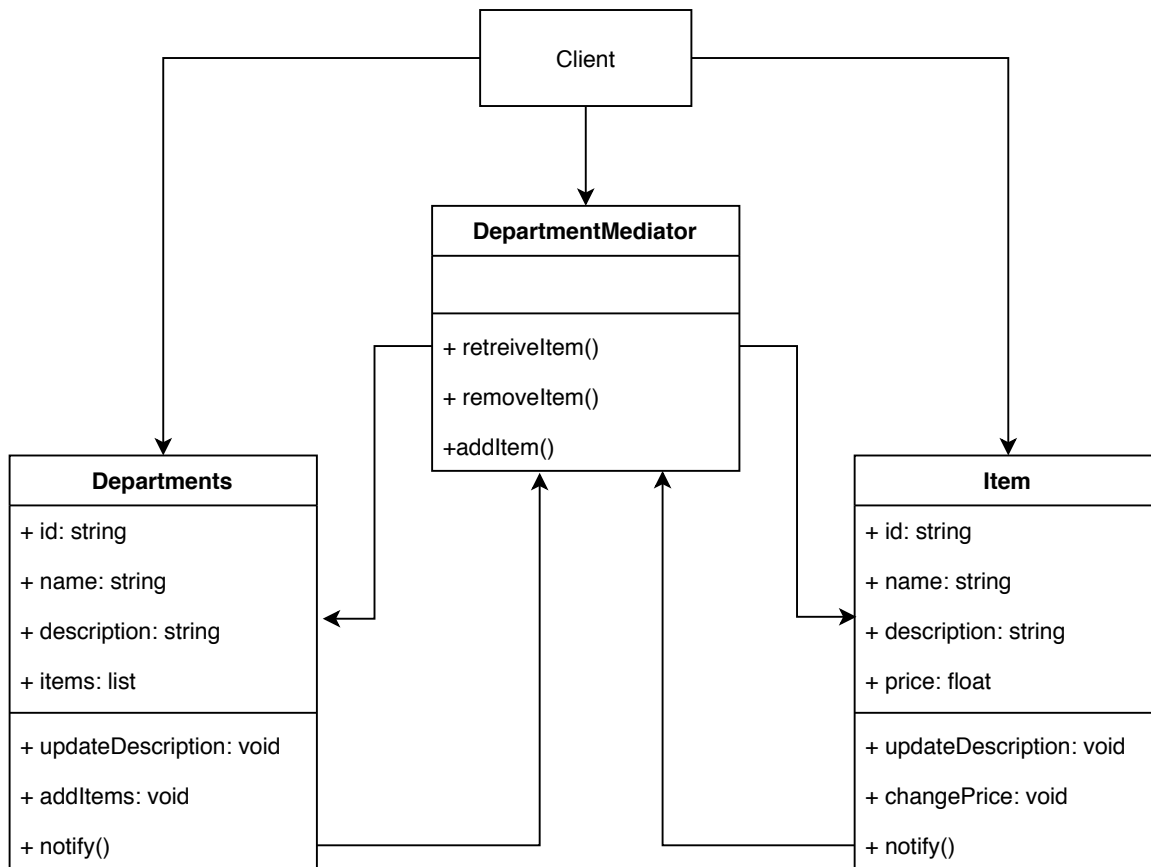 Client
DepartmentMediator
+ retreiveItem()
+ removeItem()
+addItem()
Departments
+ id: string
+ name: string
+ description: string
+ items: list
+ updateDescription: void
+ addItems: void
+ notify()
Item
+ id: string
+ name: string
+ description: string
+ price: float
+ updateDescription: void
+ changePrice: void
+ notify()